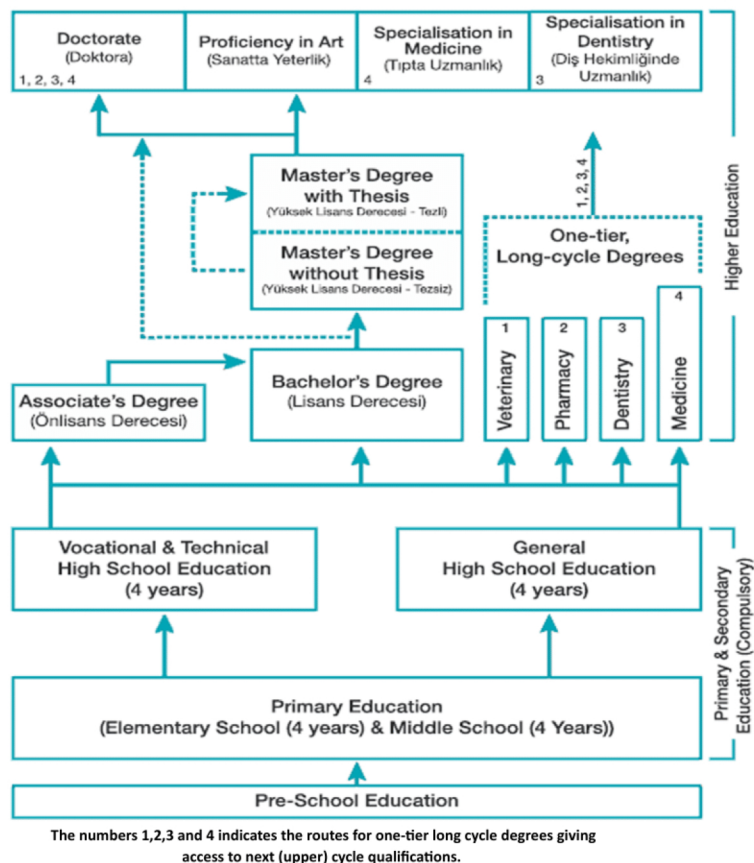 Doctorate
(Doktora)
1, 2, 3, 4
Proficiency in Art
(Sanatta Yeterlik)
Specialisation in
Medicine
(Tıpta Uzmanlık)
4
Specialisation in
Dentistry
(Diş Hekimliğinde
Uzmanlık)
3
Master's Degree
with Thesis
(Yüksek Lisans Derecesi - Tezli)
Master's Degree
without Thesis
(Yüksek Lisans Derecesi - Tezsiz)
1, 2, 3, 4
One-tier,
Long-cycle Degrees
Higher Education
Associate's Degree
(Önlisans Derecesi)
Bachelor's Degree
(Lisans Derecesi)
1
Veterinary
2
Pharmacy
3
Dentistry
4
Medicine
Vocational & Technical
High School Education
(4 years)
General
High School Education
(4 years)
Primary & Secondary
Education (Compulsory)
Primary Education
(Elementary School (4 years) & Middle School (4 Years))
Pre-School Education
The numbers 1,2,3 and 4 indicates the routes for one-tier long cycle degrees giving
access to next (upper) cycle qualifications.